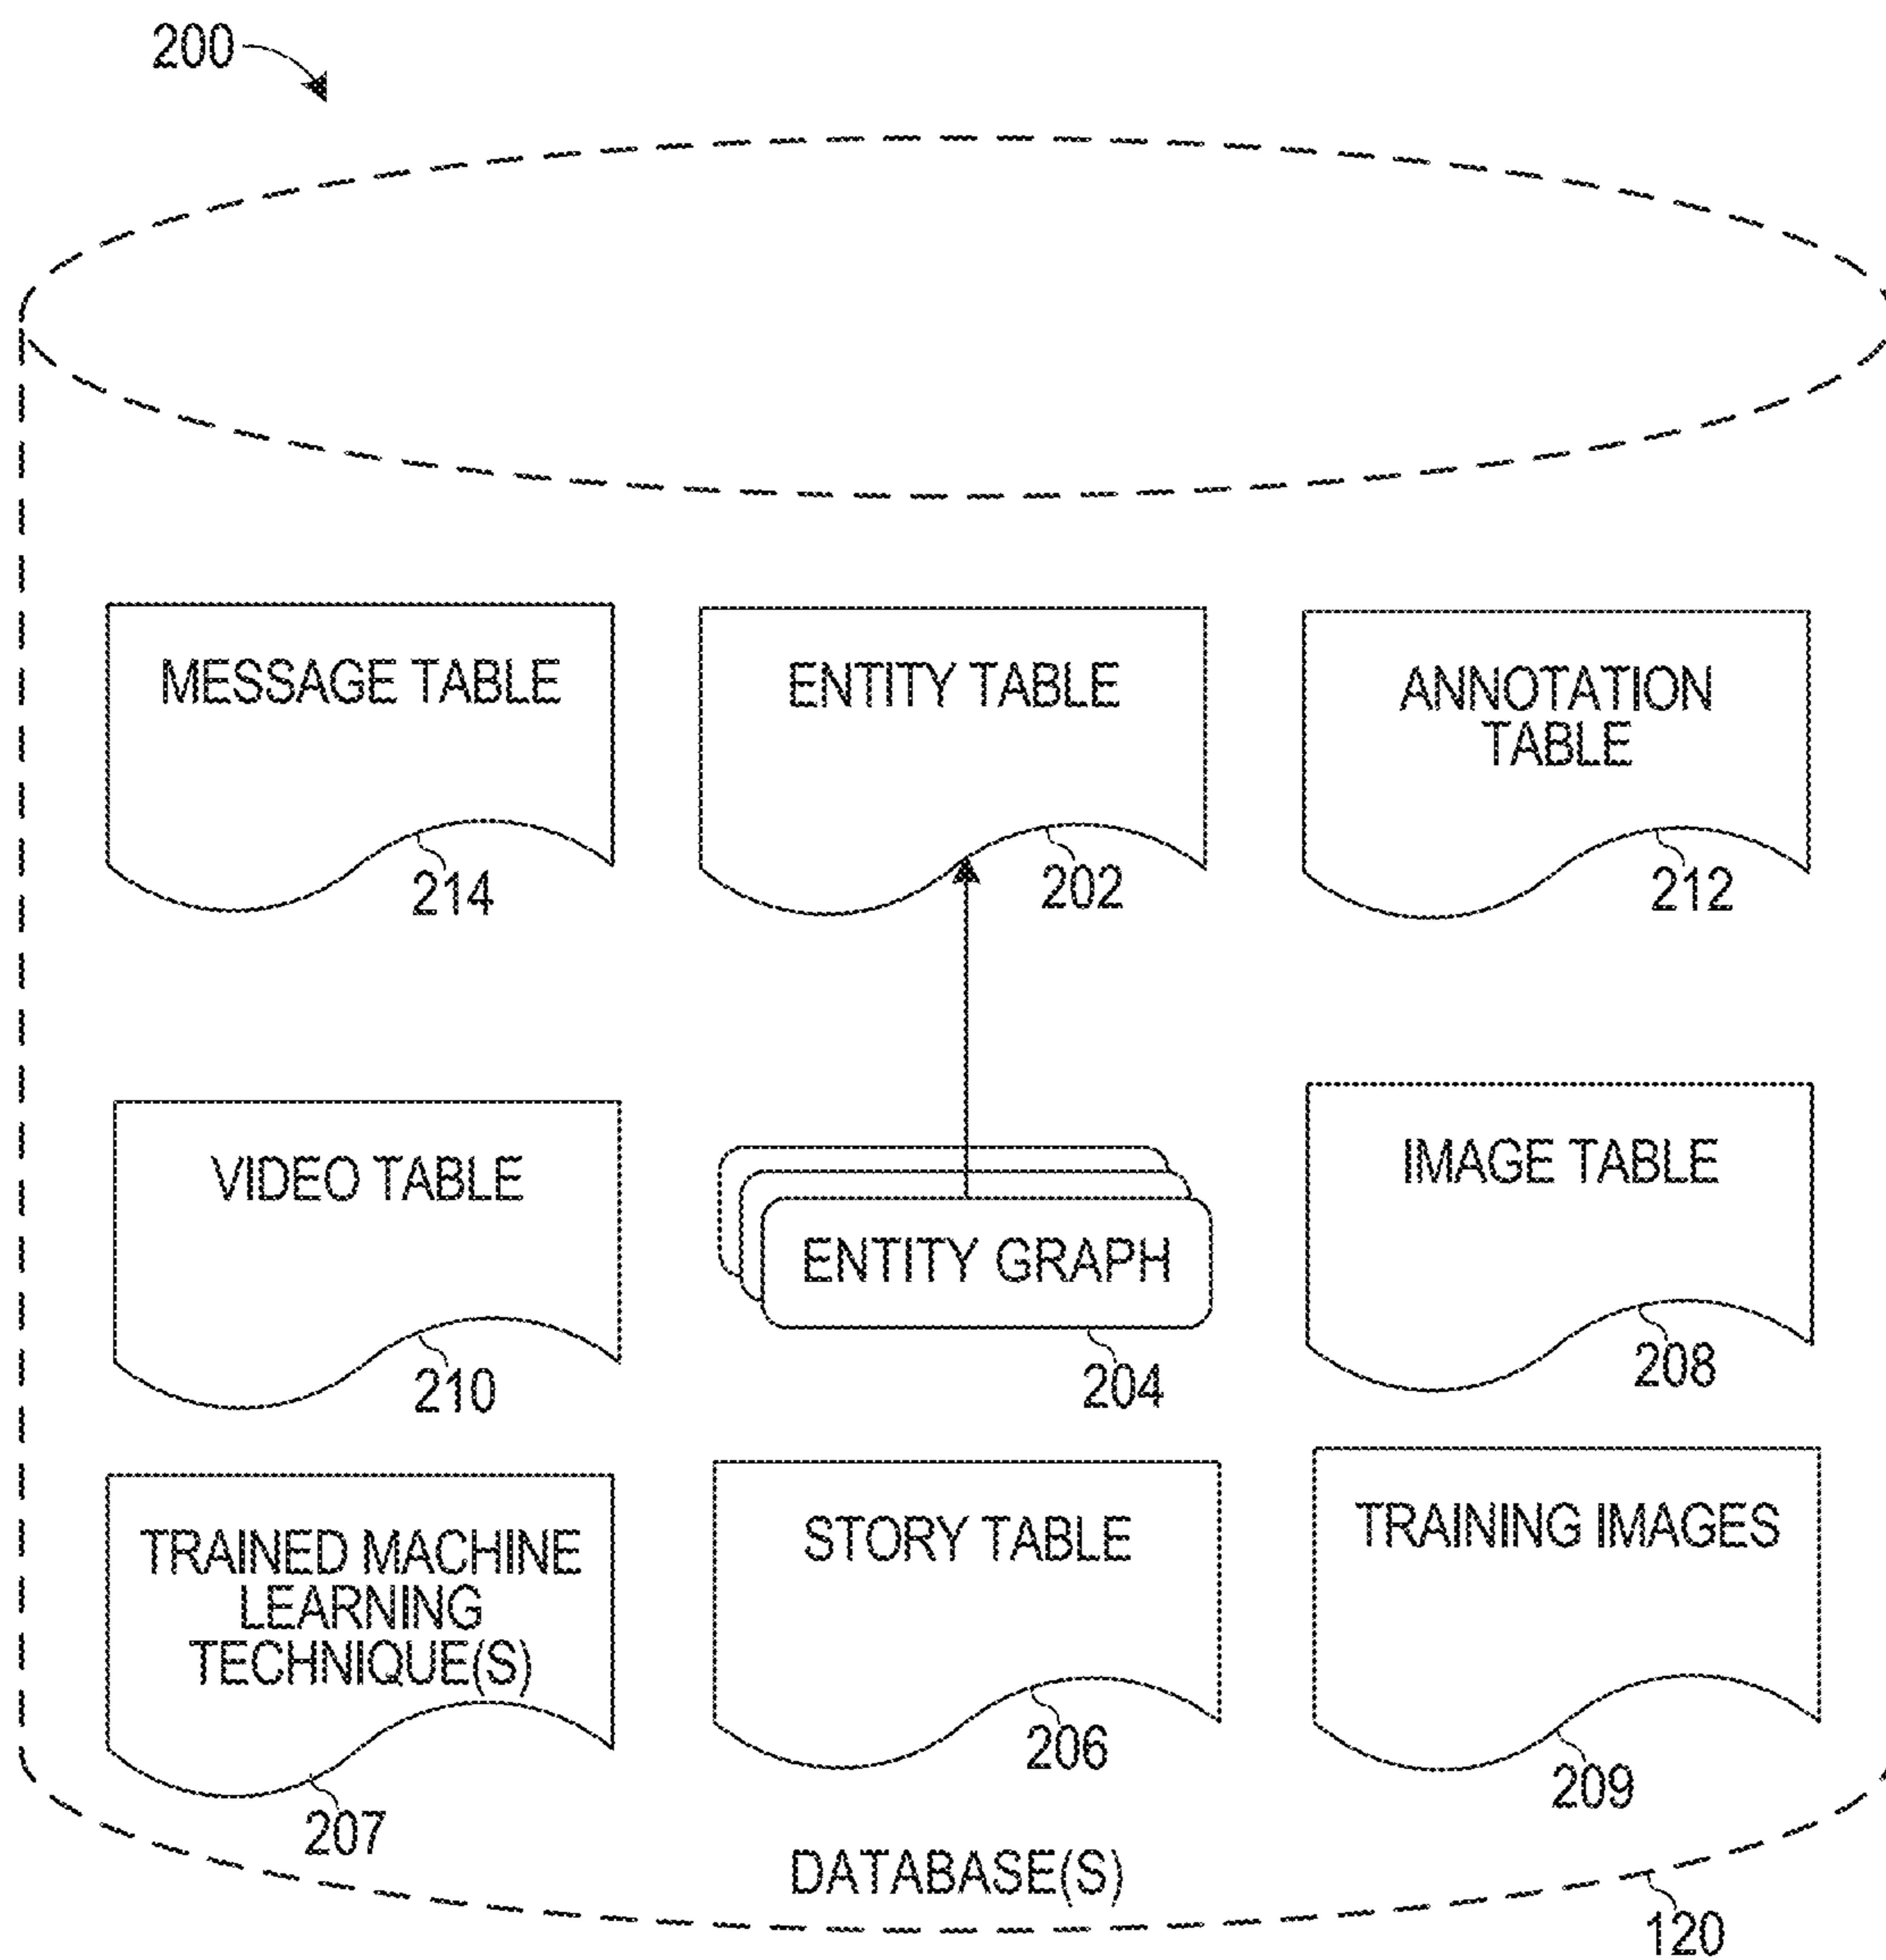 200
MESSAGE TABLE
214
ENTITY TABLE
202
ANNOTATION
TABLE
212
VIDEO TABLE
210
ENTITY GRAPH
204
IMAGE TABLE
208
TRAINED MACHINE
LEARNING
TECHNIQUE(S)
207
STORY TABLE
206
TRAINING IMAGES
209
DATABASE(S)
120